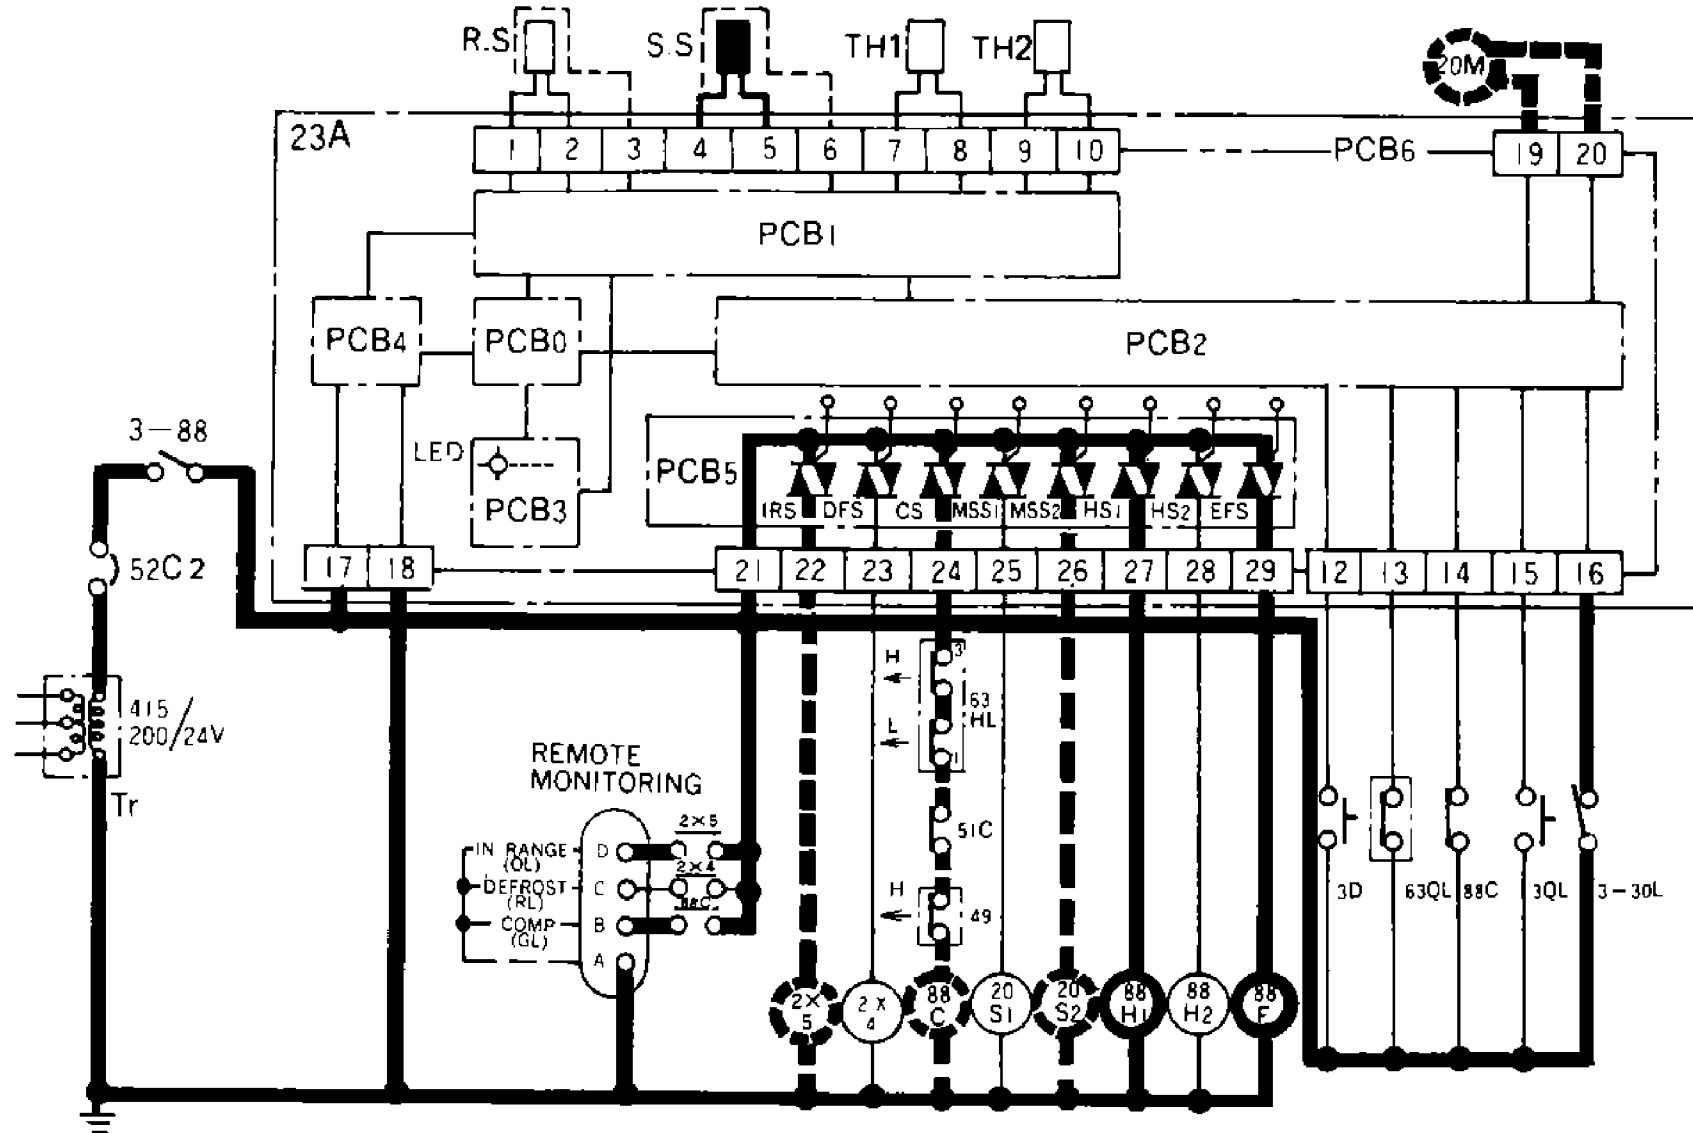 R.S
S.S
TH1
TH2
20M
23A
1 2 3 4 5 6 7 8 9 10
PCB6
19 20
PCB1
PCB4
PCB0
PCB2
3-88
LED
PCB3
PCB5
IRS DFS CS MSS1 MSS2 HS1 HS2 EFS
52C2
17 18
21 22 23 24 25 26 27 28 29
12 13 14 15 16
415
200/24V
Tr
H
3
63
HL
L
1
REMOTE
MONITORING
2×5
IN RANGE
(OL)
D
2×4
DEFROST
(RL)
C
88C
COMP
(GL)
B
A
51C
H
49
3D
63QL
88C
3QL
3-30L
2×
5
2×
4
88
C
20
S1
20
S2
88
H1
88
H2
88
F